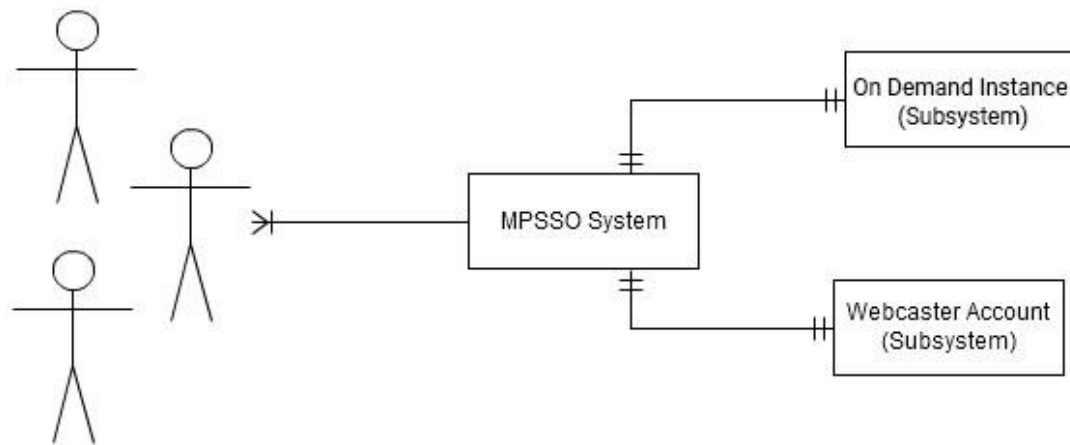 On Demand Instance
(Subsystem)
MPSSO System
Webcaster Account
(Subsystem)